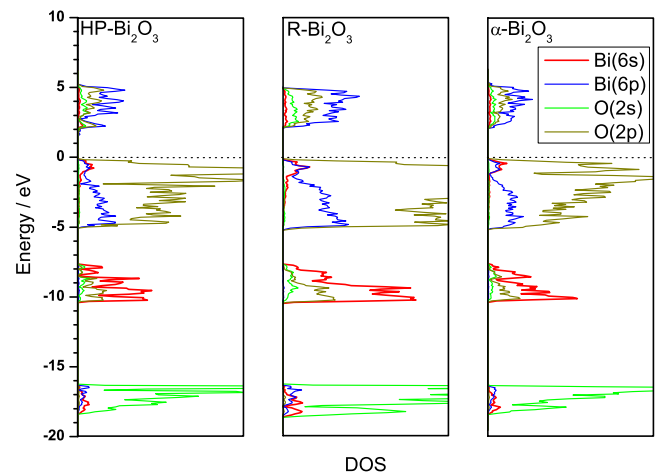 HP-Bi₂O₃
R-Bi₂O₃
α-Bi₂O₃
Bi(6s)
Bi(6p)
O(2s)
O(2p)
10
5
0
-5
-10
-15
-20
Energy / eV
DOS